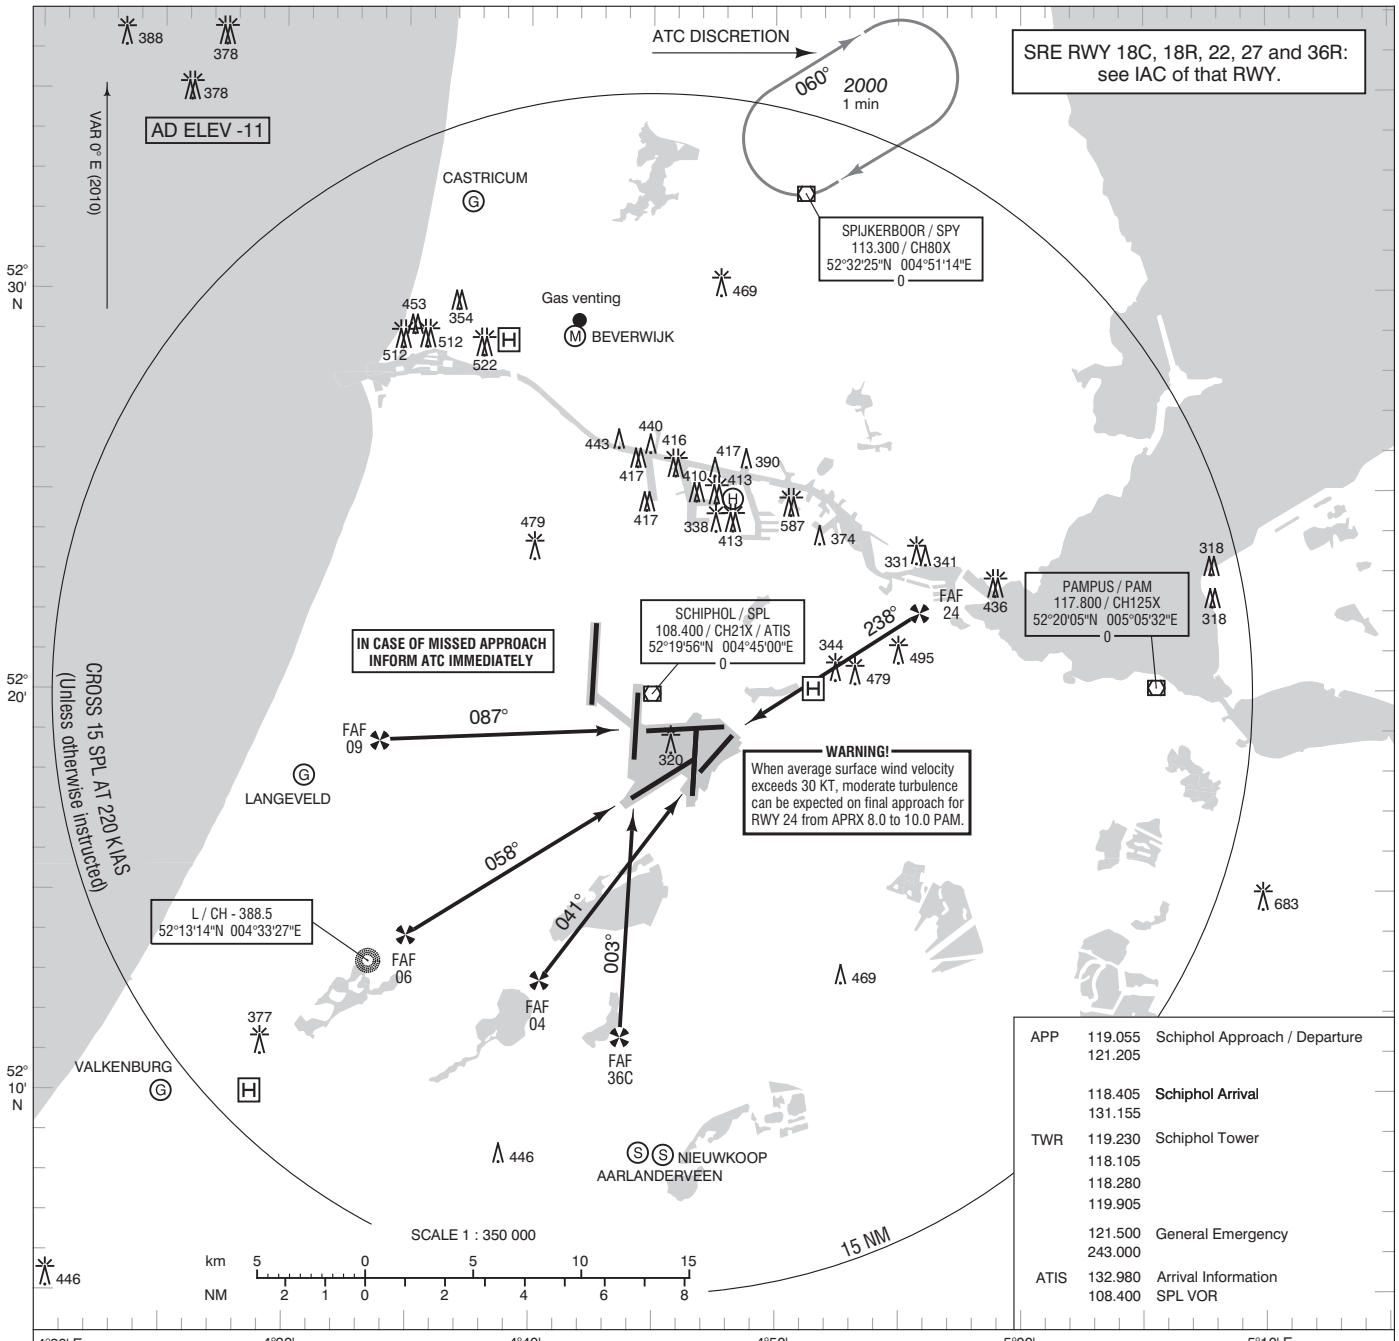 388
378
378
AD ELEV -11
VAR 0° E (2010)
ATC DISCRETION
060°
2000
1 min
SRE RWY 18C, 18R, 22, 27 and 36R:
see IAC of that RWY.
CASTRICUM
G
SPIJKERBOOR / SPY
113.300 / CH80X
52°32'25"N 004°51'14"E
0
52°
30'
N
469
Gas venting
M
BEVERWIJK
453
354
512
512
522
H
443
440
416
417
390
417
410
413
H
417
338
413
587
374
479
331
341
436
318
318
FAF
24
238°
PAMPUS / PAM
117.800 / CH125X
52°20'05"N 005°05'32"E
0
SCHIPHOL / SPL
108.400 / CH21X / ATIS
52°19'56"N 004°45'00"E
0
IN CASE OF MISSED APPROACH
INFORM ATC IMMEDIATELY
344
479
495
H
52°
20'
CROSS 15 SPL AT 220 K IAS
(Unless otherwise instructed)
FAF
09
087°
320
WARNING!
When average surface wind velocity
exceeds 30 KT, moderate turbulence
can be expected on final approach for
RWY 24 from APRX 8.0 to 10.0 PAM.
G
LANGEVELD
058°
041°
003°
L / CH - 388.5
52°13'14"N 004°33'27"E
FAF
06
FAF
04
FAF
36C
683
469
377
VALKENBURG
G
H
52°
10'
N
446
S
S
NIEUWKOOP
AARLANDERVEEN
15 NM
446
SCALE 1 : 350 000
km 5 0 5 10 15
NM 2 1 0 2 4 6 8
APP 119.055 Schiphol Approach / Departure
121.205
118.405 Schiphol Arrival
131.155
TWR 119.230 Schiphol Tower
118.105
118.280
119.905
121.500 General Emergency
243.000
ATIS 132.980 Arrival Information
108.400 SPL VOR